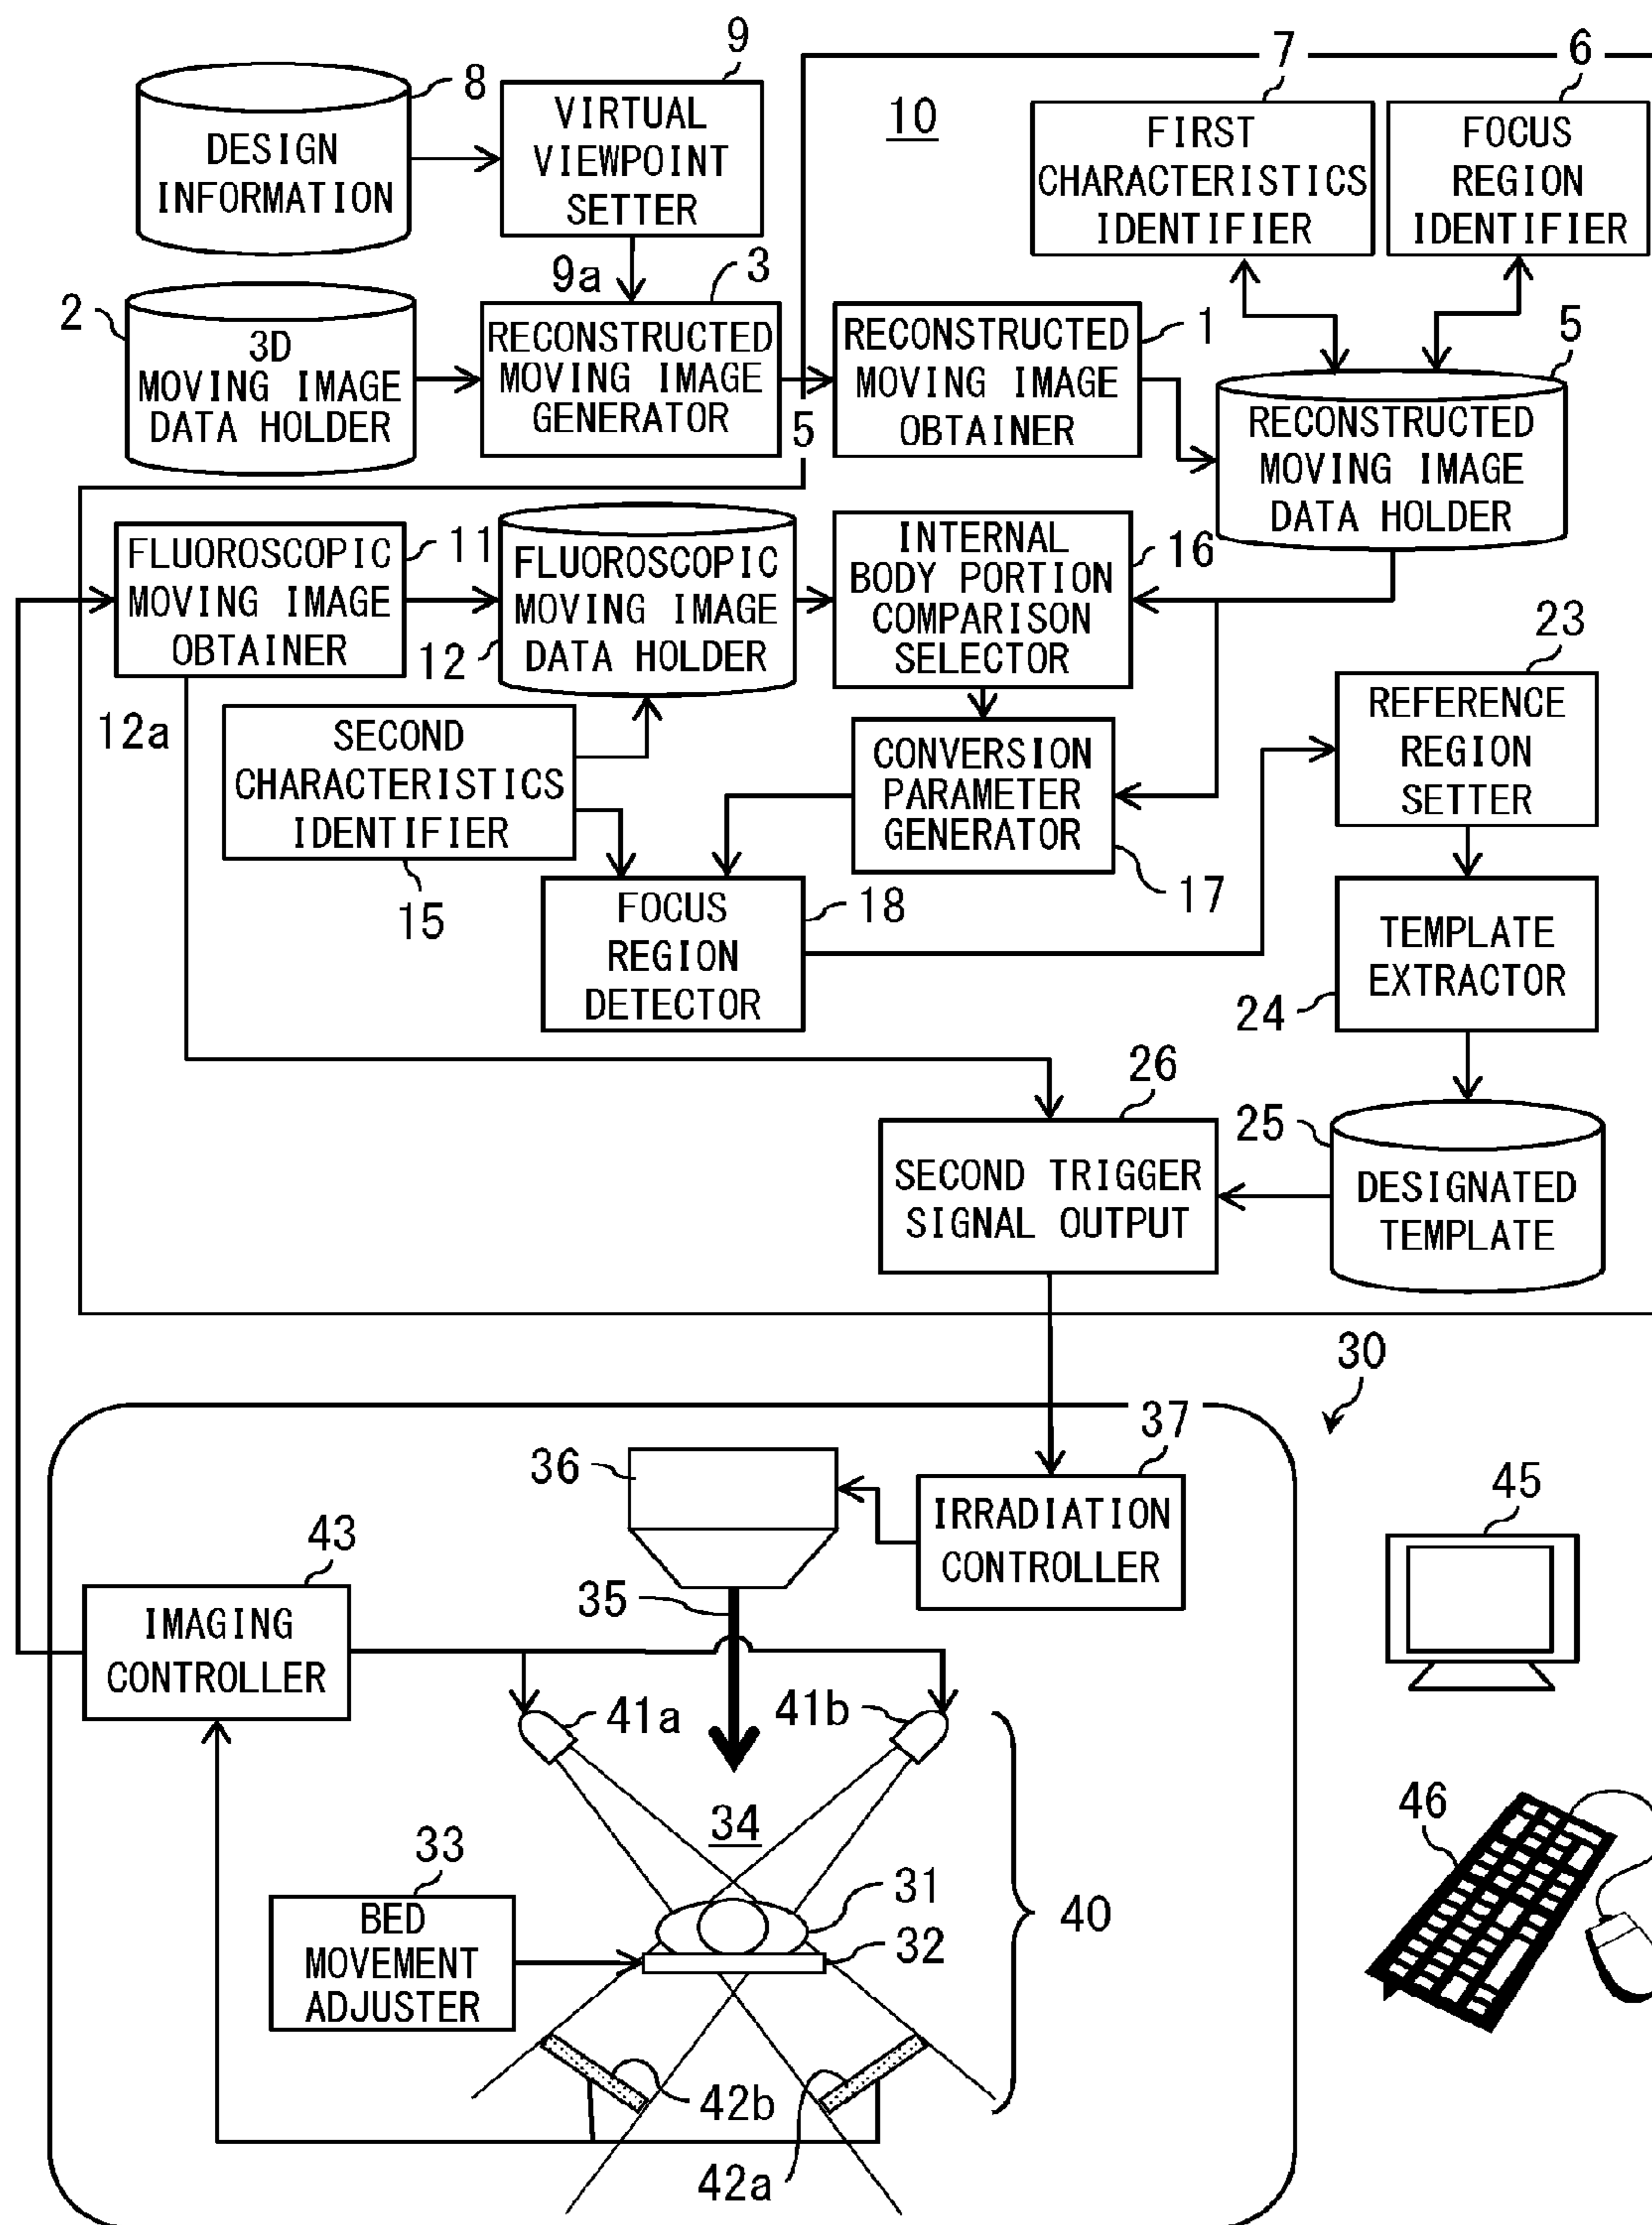 9
7
6
8
VIRTUAL
VIEWPOINT
SETTER
10
FIRST
CHARACTERISTICS
IDENTIFIER
FOCUS
REGION
IDENTIFIER
DESIGN
INFORMATION
9a
3
2
3D
MOVING IMAGE
DATA HOLDER
RECONSTRUCTED
MOVING IMAGE
GENERATOR
5
RECONSTRUCTED
MOVING IMAGE
OBTAINER
1
5
RECONSTRUCTED
MOVING IMAGE
DATA HOLDER
FLUOROSCOPIC
MOVING IMAGE
OBTAINER
11
12
FLUOROSCOPIC
MOVING IMAGE
DATA HOLDER
INTERNAL
BODY PORTION
COMPARISON
SELECTOR
16
23
12a
SECOND
CHARACTERISTICS
IDENTIFIER
15
CONVERSION
PARAMETER
GENERATOR
17
REFERENCE
REGION
SETTER
FOCUS
REGION
DETECTOR
18
TEMPLATE
EXTRACTOR
24
26
25
SECOND TRIGGER
SIGNAL OUTPUT
DESIGNATED
TEMPLATE
30
37
36
IRRADIATION
CONTROLLER
45
43
35
IMAGING
CONTROLLER
41a
41b
34
46
33
31
40
BED
MOVEMENT
ADJUSTER
32
42b
42a